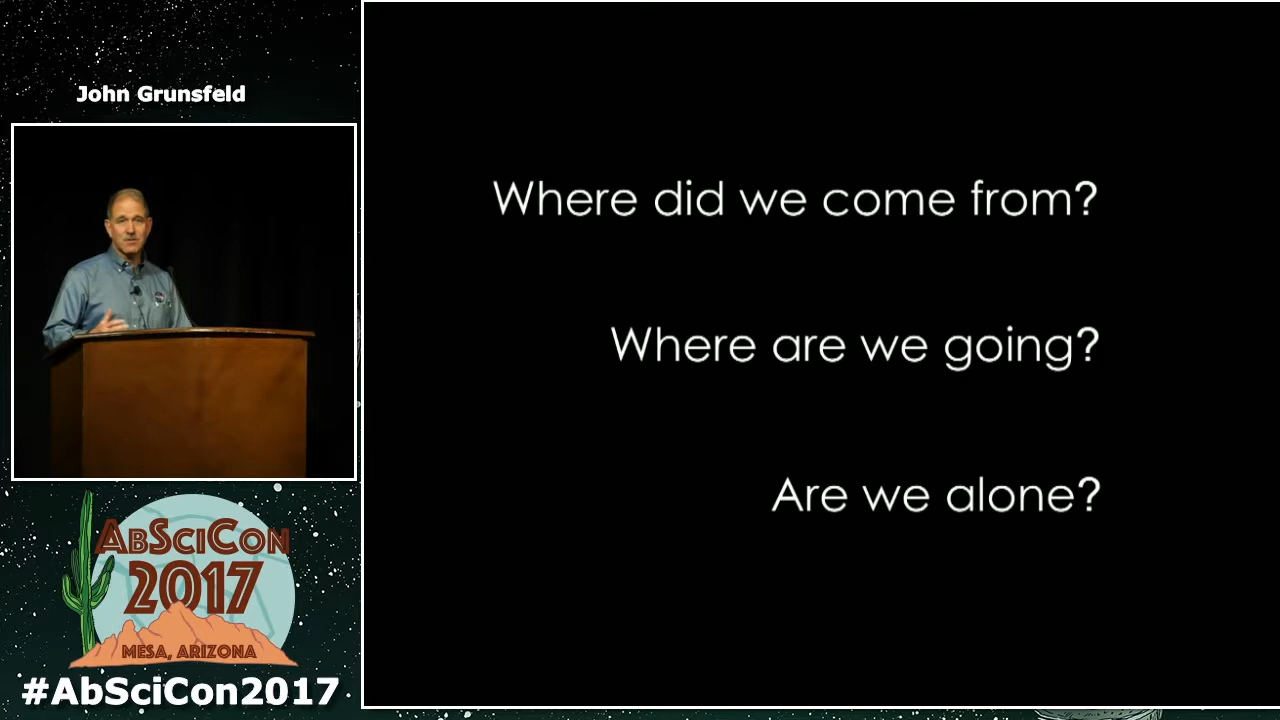 John Grunsfeld
Where did we come from?
Where are we going?
Are we alone?
AbSciCon
2017
MESA, ARIZONA
#AbSciCon2017